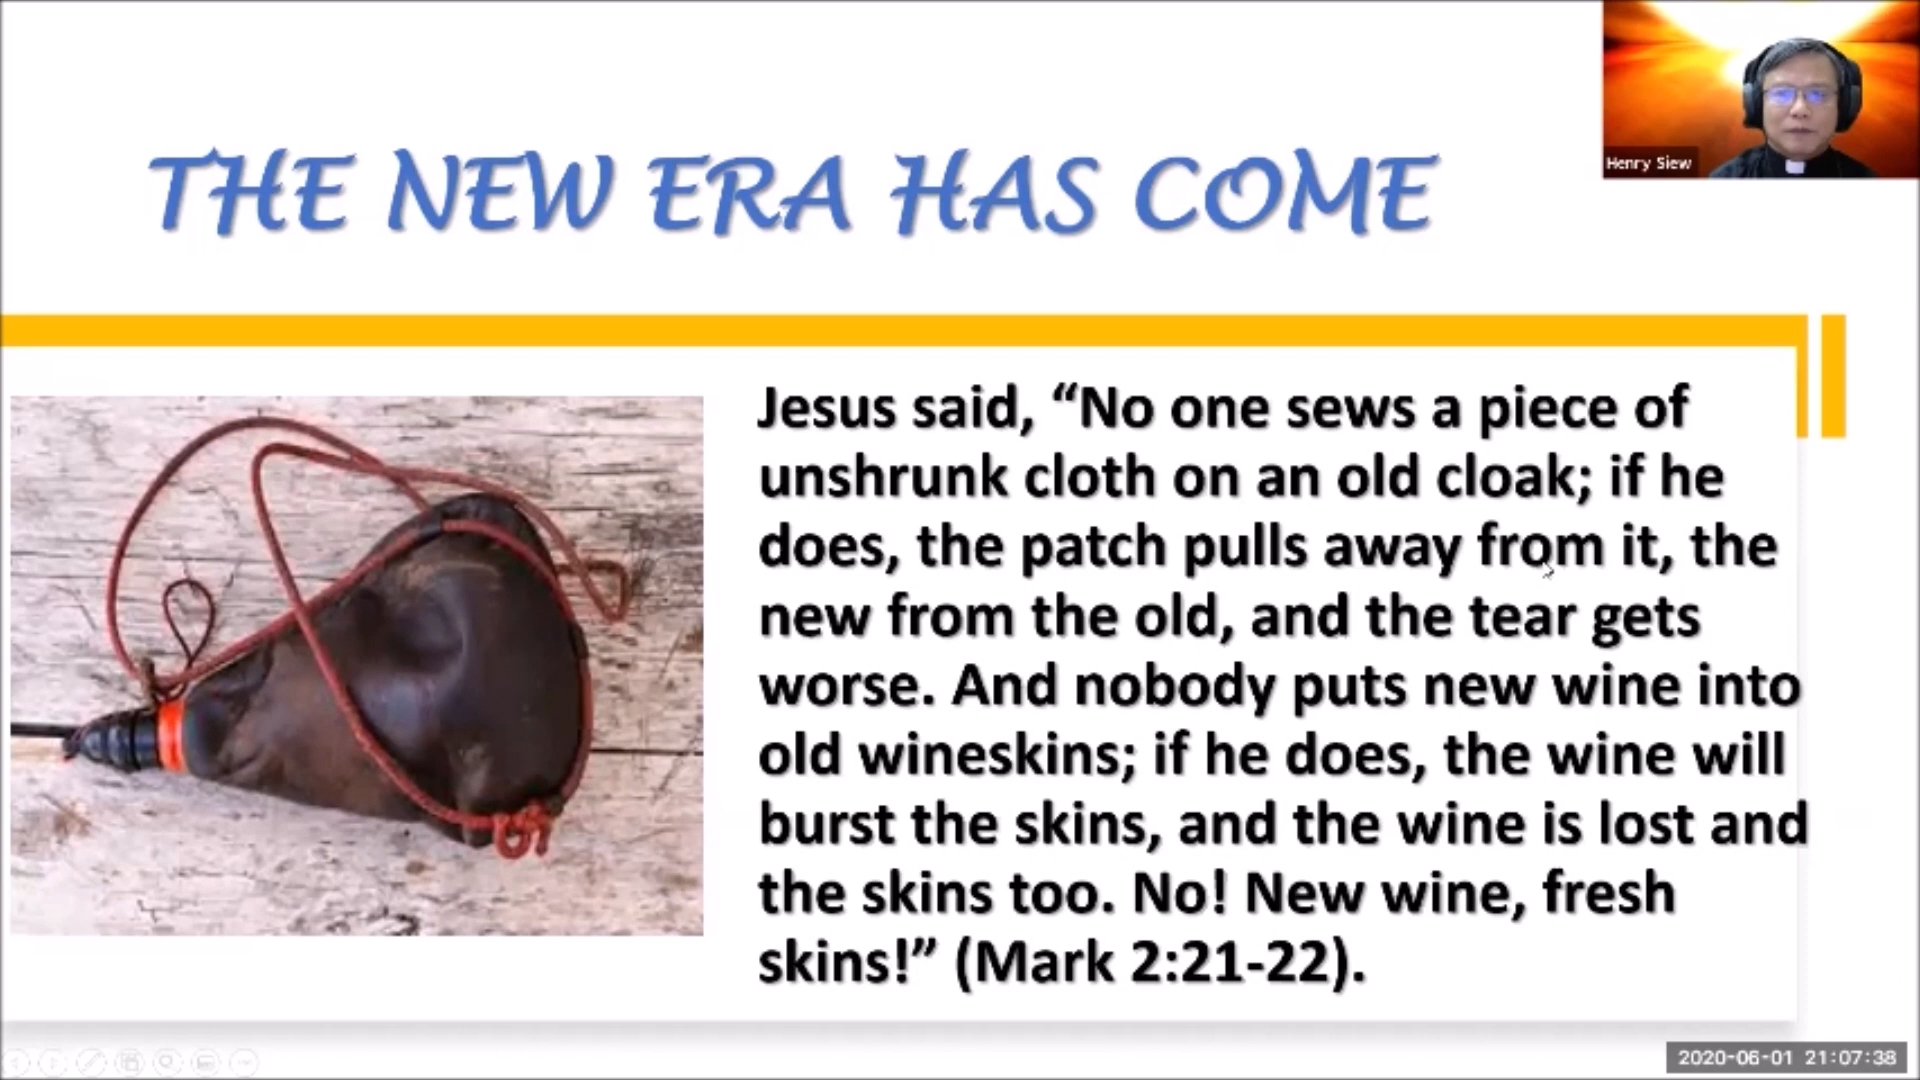 THE NEW ERA HAS COME
Henry Siew
Jesus said, “No one sews a piece of
unshrunk cloth on an old cloak; if he
does, the patch pulls away from it, the
new from the old, and the tear gets
worse. And nobody puts new wine into
old wineskins; if he does, the wine will
burst the skins, and the wine is lost and
the skins too. No! New wine, fresh
skins!” (Mark 2:21-22).
2020-06-01 21:07:38